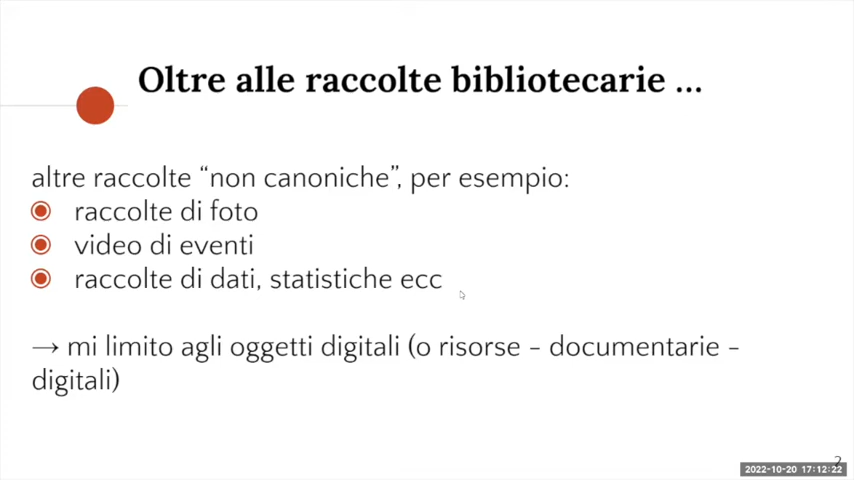 Oltre alle raccolte bibliotecarie ...
altre raccolte “non canoniche”, per esempio:
raccolte di foto
video di eventi
raccolte di dati, statistiche ecc
→ mi limito agli oggetti digitali (o risorse - documentarie -
digitali)
2
2022-10-20 17:12:22